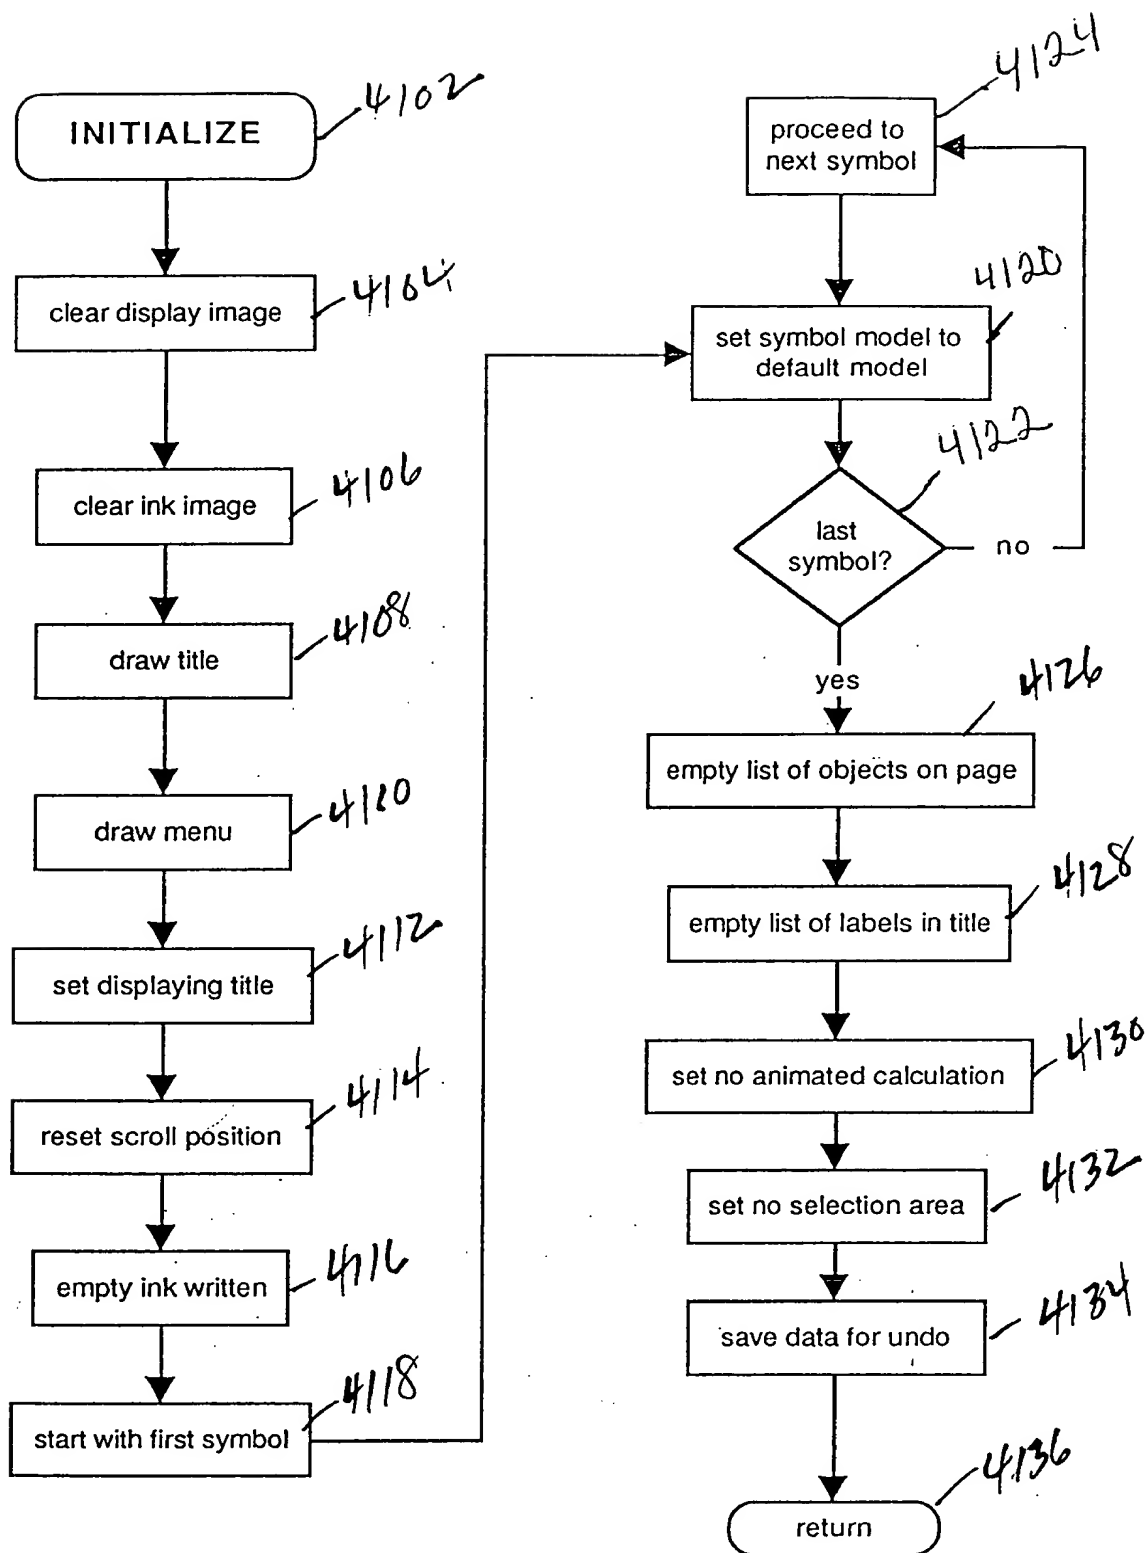 INITIALIZE
4102
clear display image
4104
clear ink image
4106
draw title
4108
draw menu
4110
set displaying title
4112
reset scroll position
4114
empty ink written
4116
start with first symbol
4118
4124
proceed to
next symbol
4120
set symbol model to
default model
4122
last
symbol?
no
yes
4126
empty list of objects on page
4128
empty list of labels in title
4130
set no animated calculation
4132
set no selection area
4134
save data for undo
4136
return